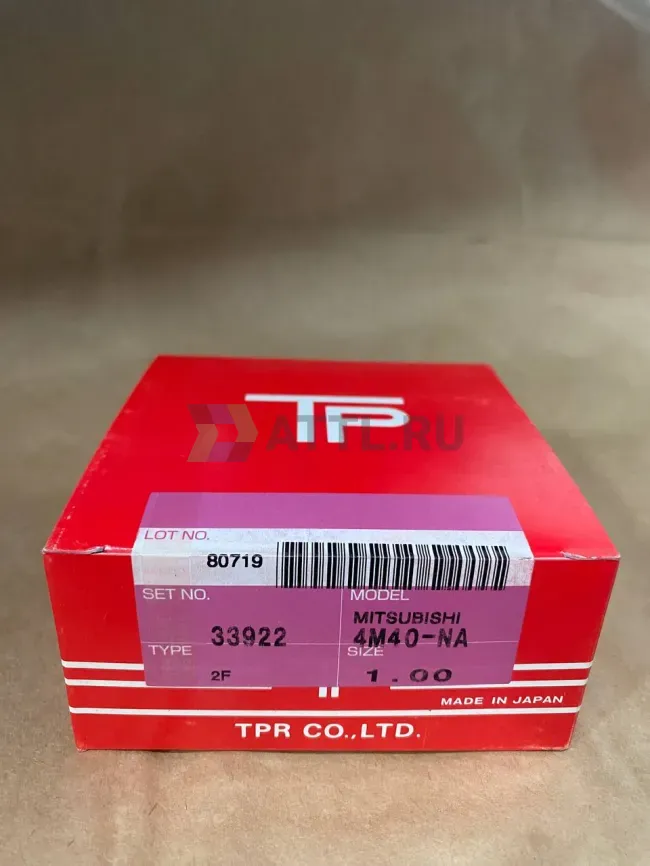 TP
ATTL.RU
LOT NO.
80719
SET NO. MODEL
MITSUBISHI
33922 4M40-NA
TYPE SIZE
2F 1.00
MADE IN JAPAN
TPR CO.,LTD.